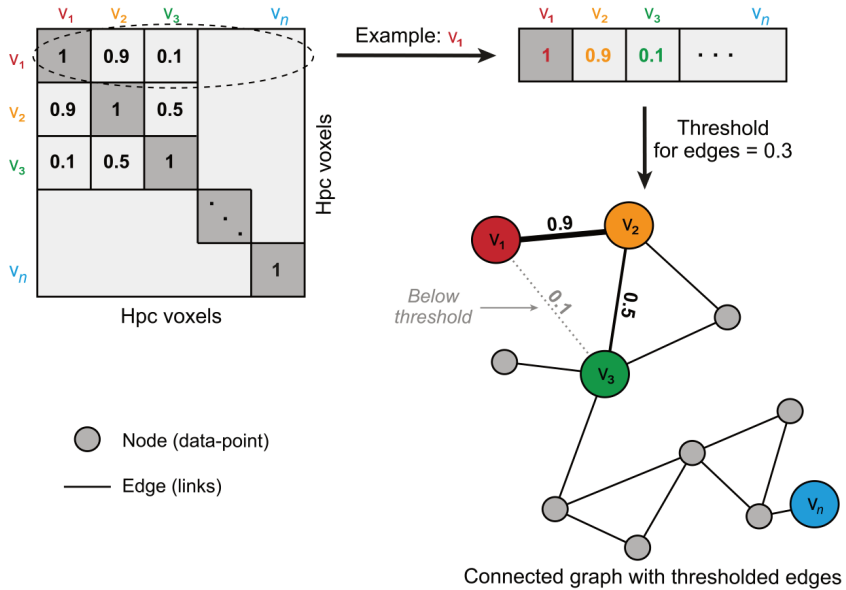 v1 v2 v3 vn
v1 1 0.9 0.1
v2 0.9 1 0.5
v3 0.1 0.5 1
. . .
vn 1
Hpc voxels
Hpc voxels
Example: v1
v1 v2 v3 vn
1 0.9 0.1 . . .
Threshold
for edges = 0.3
V1 0.9 V2
Below
threshold
0.1
0.5
V3
Vn
Node (data-point)
Edge (links)
Connected graph with thresholded edges